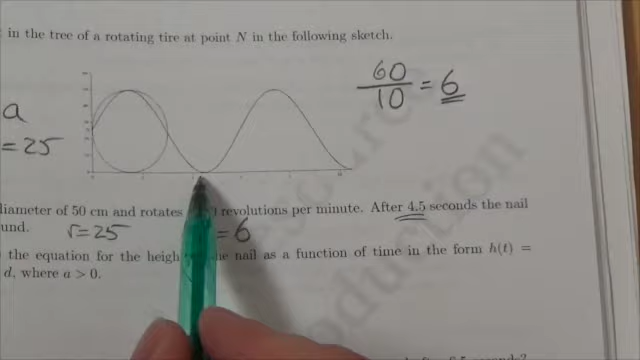 in the tree of a rotating tire at point N in the following sketch.
60
10
= 6
a
= 25
diameter of 50 cm and rotates revolutions per minute. After 4.5 seconds the nail
und. r=25 = 6
the equation for the heigh the nail as a function of time in the form h(t) =
d, where a > 0.